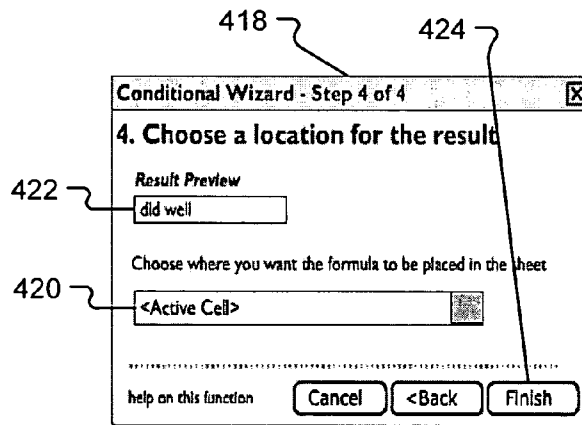 418
424
Conditional Wizard - Step 4 of 4
4. Choose a location for the result
Result Preview
422
did well
Choose where you want the formula to be placed in the sheet
420
<Active Cell>
help on this function
Cancel
<Back
Finish